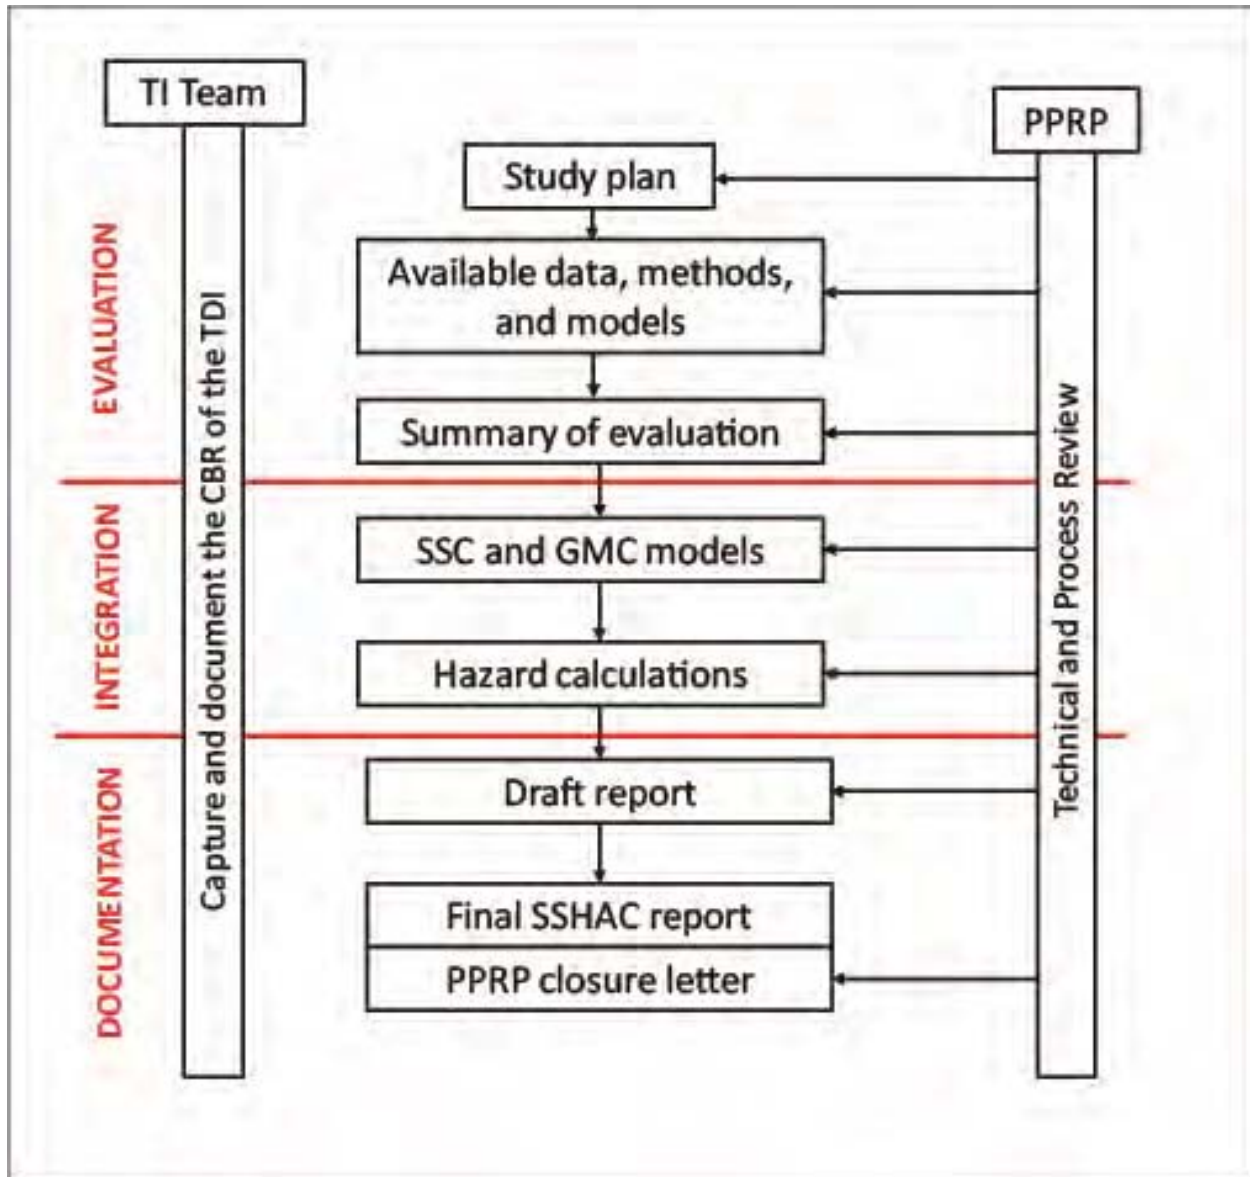 TI Team
PPRP
Study plan
Available data, methods,
and models
Summary of evaluation
SSC and GMC models
Hazard calculations
Draft report
Final SSHAC report
PPRP closure letter
EVALUATION
INTEGRATION
DOCUMENTATION
Capture and document the CBR of the TDI
Technical and Process Review